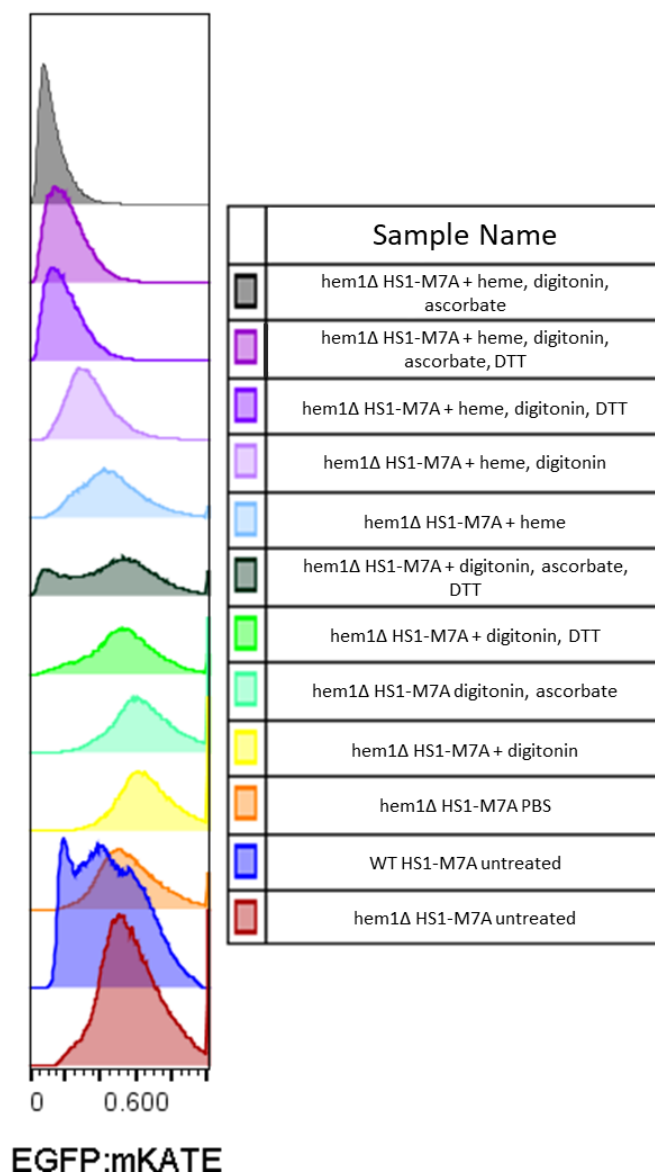 Sample Name
hem1Δ HS1-M7A + heme, digitonin,
ascorbate
hem1Δ HS1-M7A + heme, digitonin,
ascorbate, DTT
hem1Δ HS1-M7A + heme, digitonin, DTT
hem1Δ HS1-M7A + heme, digitonin
hem1Δ HS1-M7A + heme
hem1Δ HS1-M7A + digitonin, ascorbate,
DTT
hem1Δ HS1-M7A + digitonin, DTT
hem1Δ HS1-M7A digitonin, ascorbate
hem1Δ HS1-M7A + digitonin
hem1Δ HS1-M7A PBS
WT HS1-M7A untreated
hem1Δ HS1-M7A untreated
0 0.600
EGFP:mKATE